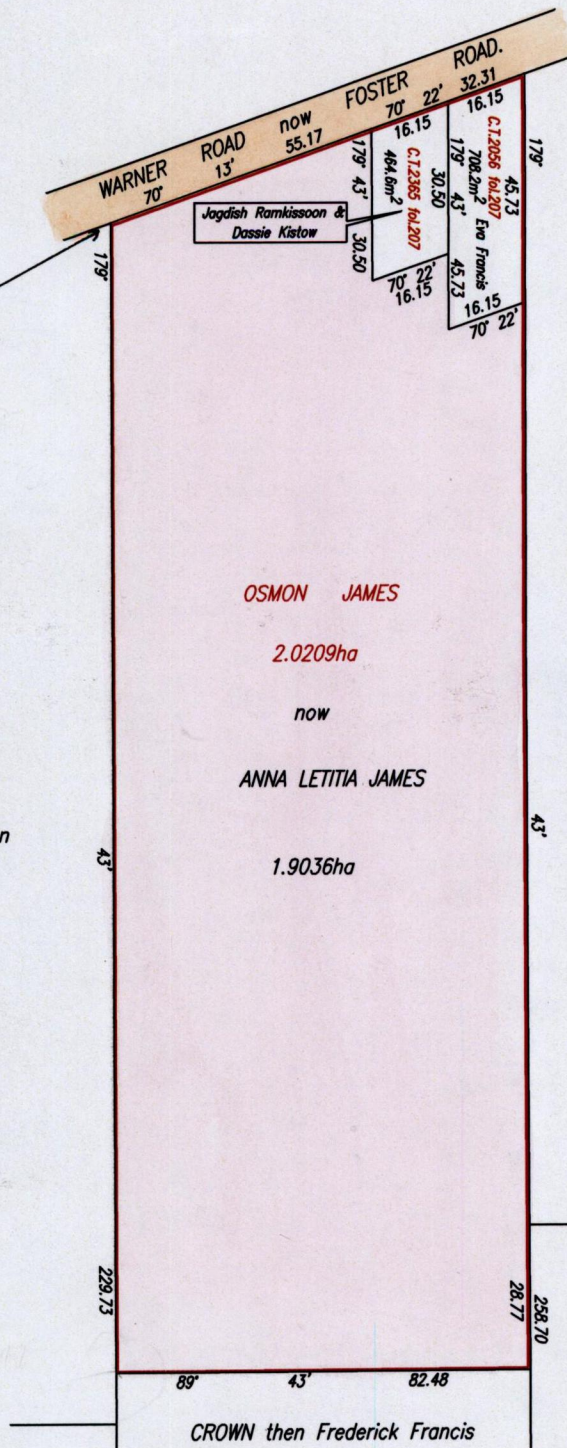 WARNER ROAD now FOSTER ROAD.
70° 13' 55.17 70° 22' 32.31
16.15 16.15
179° 43' 30.50
C.T.2365 fol.207
464.6m²
30.50
70° 22'
16.15
179° 43' 45.73
C.T.2056 fol.207
708.2m² Eva Francis
45.73
16.15
70° 22'
Jagdish Ramkissoon &
Dassie Kistow
179°
179°
OSMON JAMES
2.0209ha
now
ANNA LETITIA JAMES
1.9036ha
n
43'
43'
229.73
28.77
258.70
89° 43' 82.48
CROWN then Frederick Francis